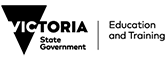 VICTORIA
State
Government
Education
and Training